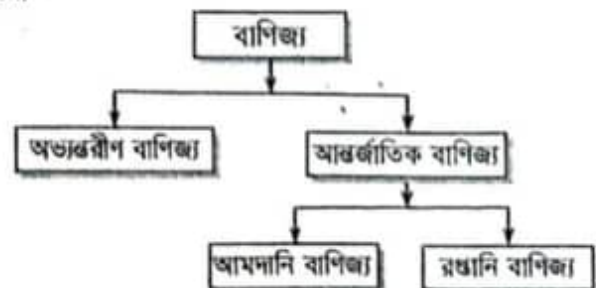 বাণিজ্য
অভ্যন্তরীণ বাণিজ্য
আন্তর্জাতিক বাণিজ্য
আমদানি বাণিজ্য
রপ্তানি বাণিজ্য